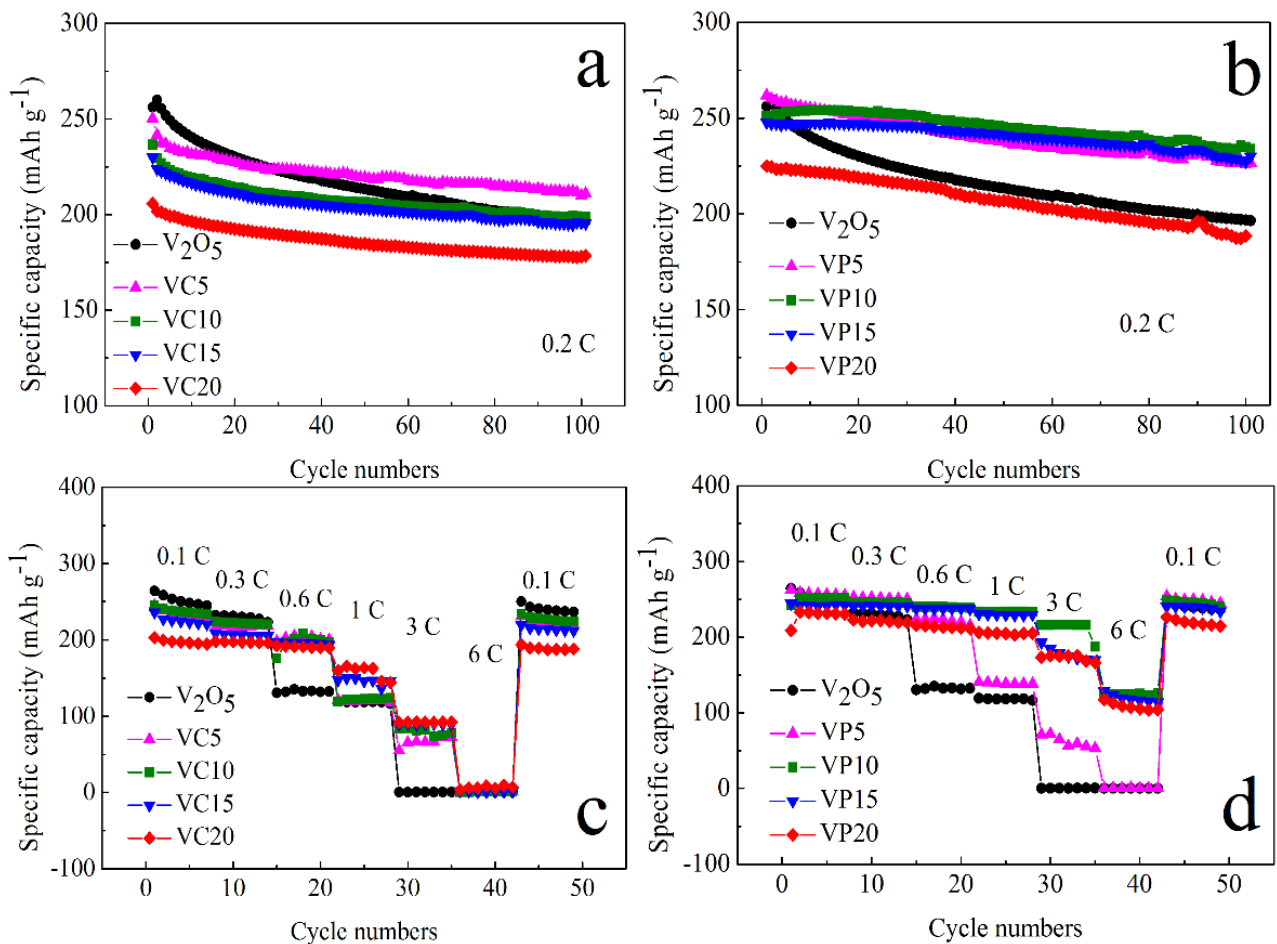 a
300
250
200
150
100
Specific capacity (mAh g⁻¹)
V₂O₅
VC5
VC10
VC15
VC20
0.2 C
0 20 40 60 80 100
Cycle numbers
b
300
250
200
150
100
Specific capacity (mAh g⁻¹)
V₂O₅
VP5
VP10
VP15
VP20
0.2 C
0 20 40 60 80 100
Cycle numbers
400
300
200
100
0
-100
Specific capacity (mAh g⁻¹)
0.1 C 0.3 C 0.6 C 1 C 3 C 6 C 0.1 C
V₂O₅
VC5
VC10
VC15
VC20
c
0 10 20 30 40 50
Cycle numbers
400
300
200
100
0
-100
Specific capacity (mAh g⁻¹)
0.1 C 0.3 C 0.6 C 1 C 3 C 6 C 0.1 C
V₂O₅
VP5
VP10
VP15
VP20
d
0 10 20 30 40 50
Cycle numbers